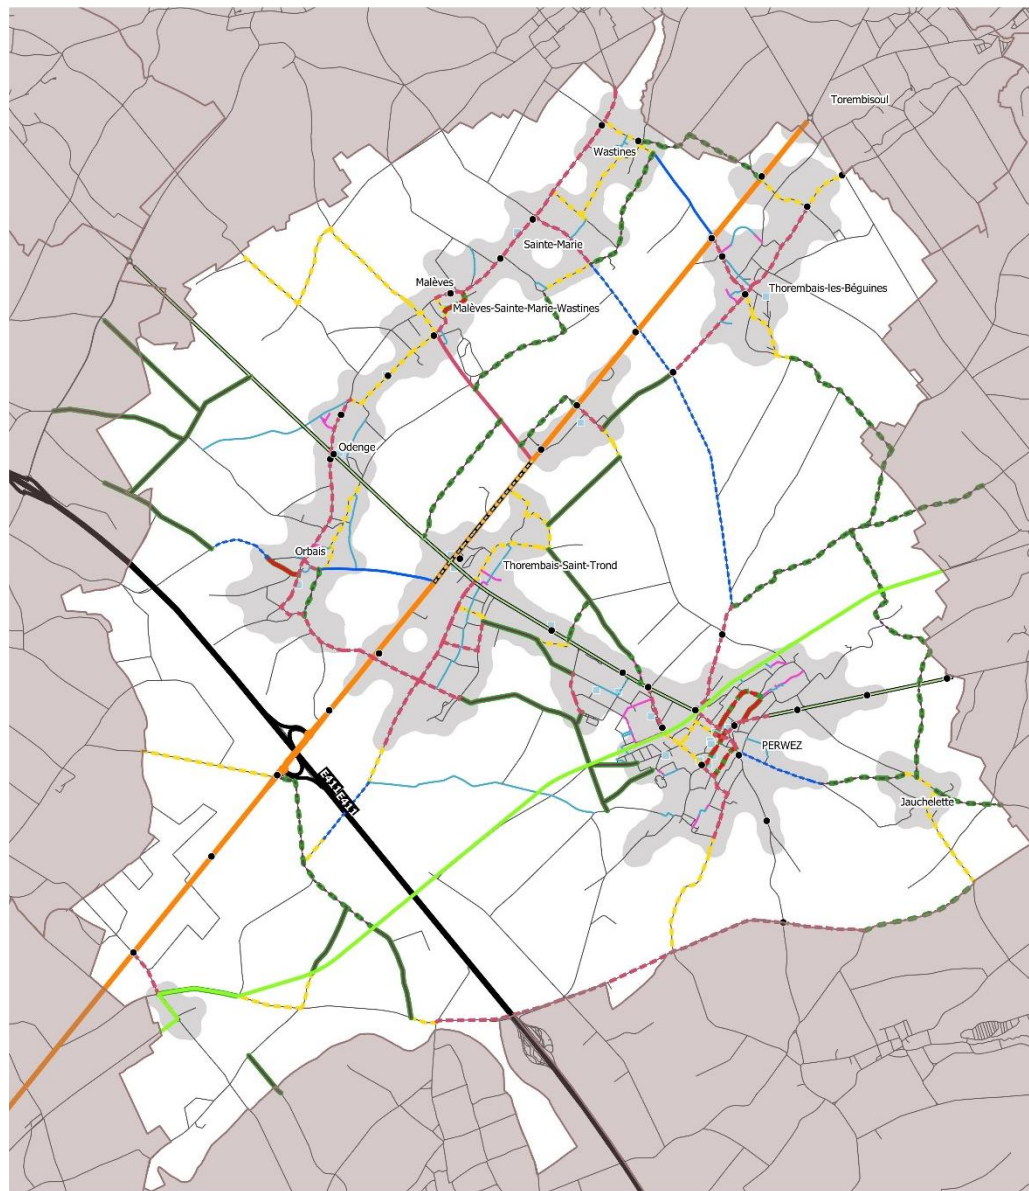 Torembisoul
Wastines
Sainte-Marie
Malèves
Thorembais-les-Béguines
Malèves-Sainte-Marie-Wastines
Odenge
Orbais
Thorembais-Saint-Trond
PERWEZ
E411E411
Jauchelette